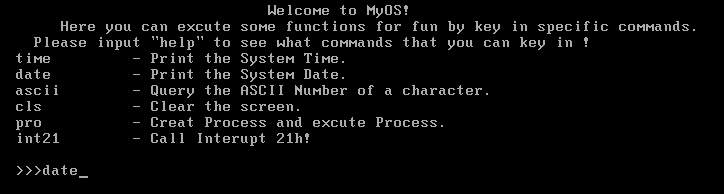 Welcome to MyOS!
Here you can excute some functions for fun by key in specific commands.
Please input "help" to see what commands that you can key in !
time - Print the System Time.
date - Print the System Date.
ascii - Query the ASCII Number of a character.
cls - Clear the screen.
pro - Creat Process and excute Process.
int21 - Call Interupt 21h!
>>>date_